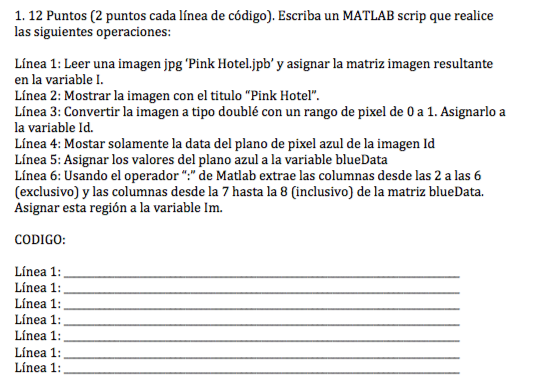 1. 12 Puntos (2 puntos cada línea de código). Escriba un MATLAB scrip que realice
las siguientes operaciones:
Línea 1: Leer una imagen jpg ‘Pink Hotel.jpb’ y asignar la matriz imagen resultante
en la variable I.
Línea 2: Mostrar la imagen con el titulo “Pink Hotel”.
Línea 3: Convertir la imagen a tipo doublé con un rango de pixel de 0 a 1. Asignarlo a
la variable Id.
Línea 4: Mostar solamente la data del plano de pixel azul de la imagen Id
Línea 5: Asignar los valores del plano azul a la variable blueData
Línea 6: Usando el operador “:” de Matlab extrae las columnas desde las 2 a las 6
(exclusivo) y las columnas desde la 7 hasta la 8 (inclusivo) de la matriz blueData.
Asignar esta región a la variable Im.
CODIGO:
Línea 1:
Línea 1:
Línea 1:
Línea 1:
Línea 1:
Línea 1:
Línea 1: